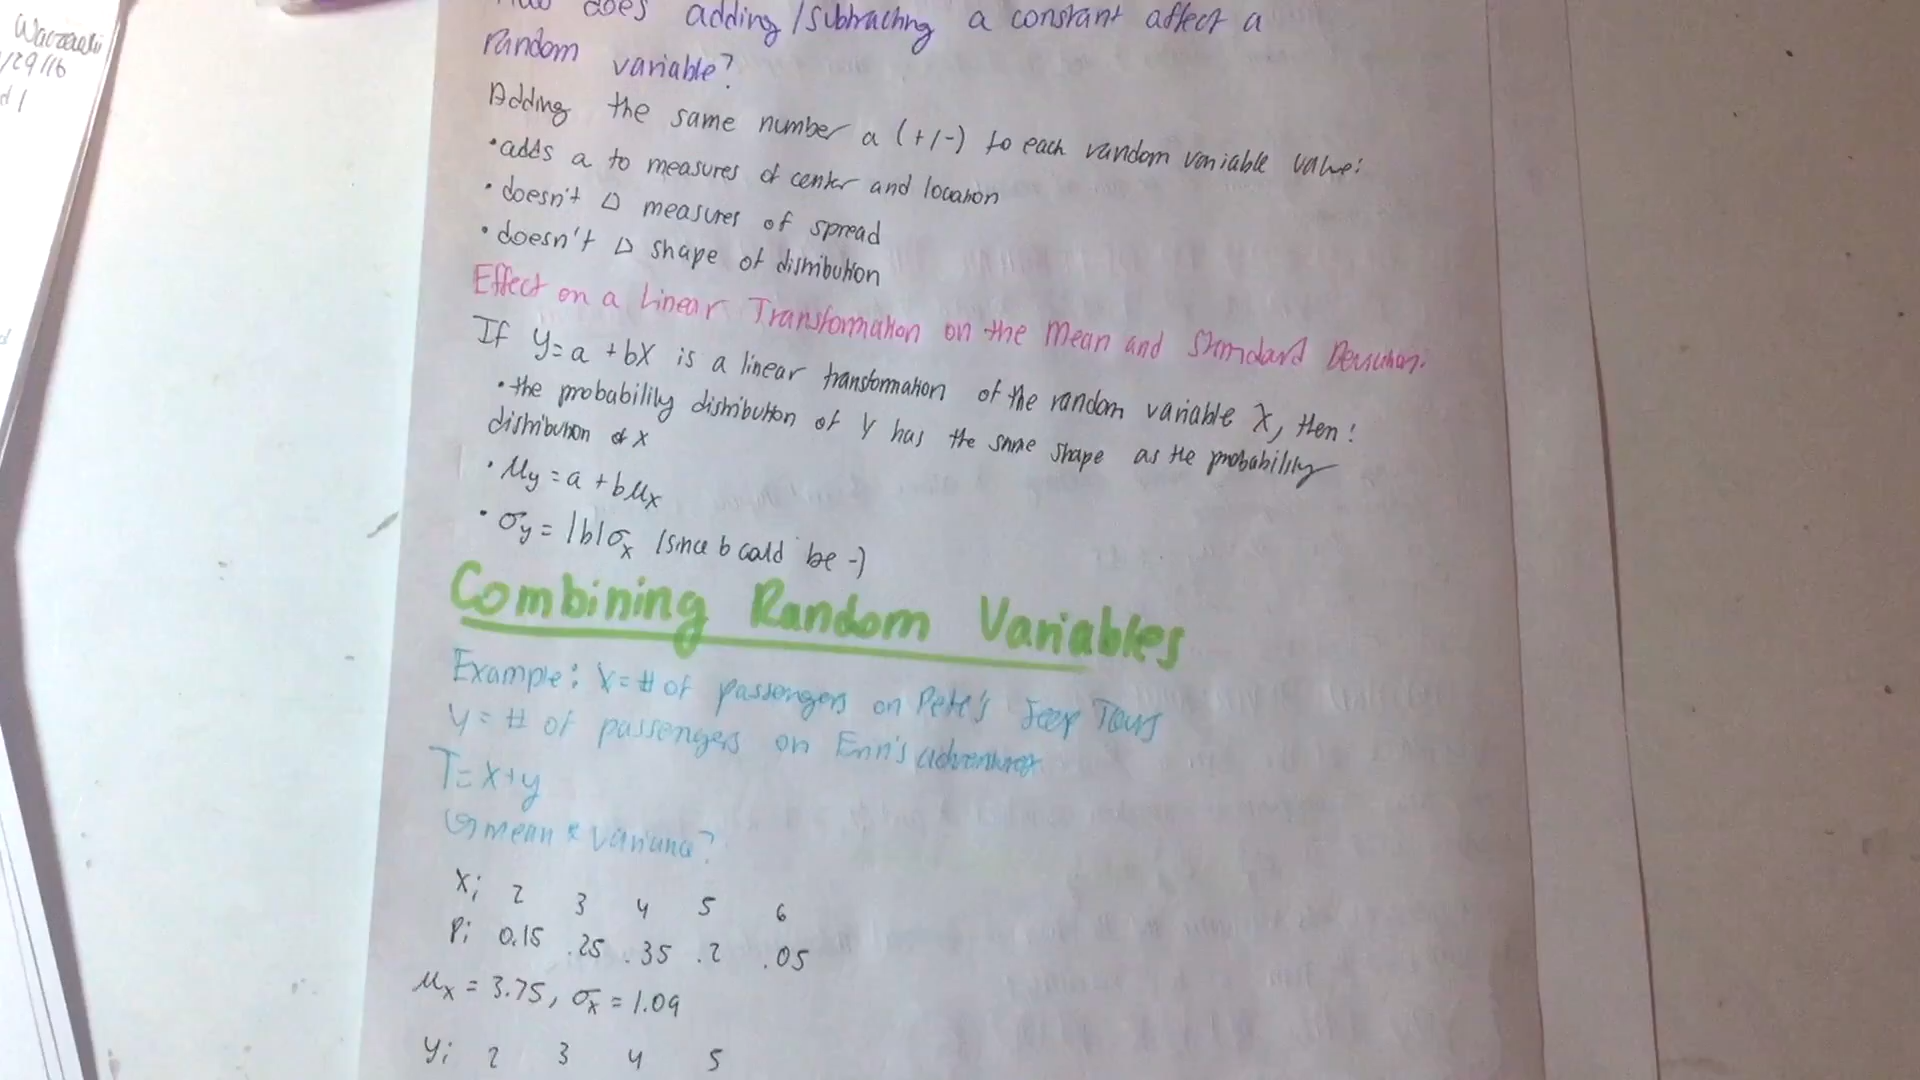 does adding/subtracting a constant affect a
random variable?
Adding the same number a (+/-) to each random variable value:
• adds a to measures of center and location
• doesn't Δ measures of spread
• doesn't Δ shape of distribution
Effect on a Linear Transformation on the Mean and Standard Deviation.
If Y=a+bX is a linear transformation of the random variable X, then:
• the probability distribution of Y has the same shape as the probability
distribution of X
• μy = a + bμx
• σy = |b|σx (since b could be -)
Combining Random Variables
Example: X = # of passengers on Pete's Jeep Tours
Y = # of passengers on Erin's adventures
T = X+Y
↳ mean & variance?
Xi 2 3 4 5 6
Pi 0.15 .25 .35 .2 .05
μx = 3.75, σx = 1.09
Yi 2 3 4 5
/29/16